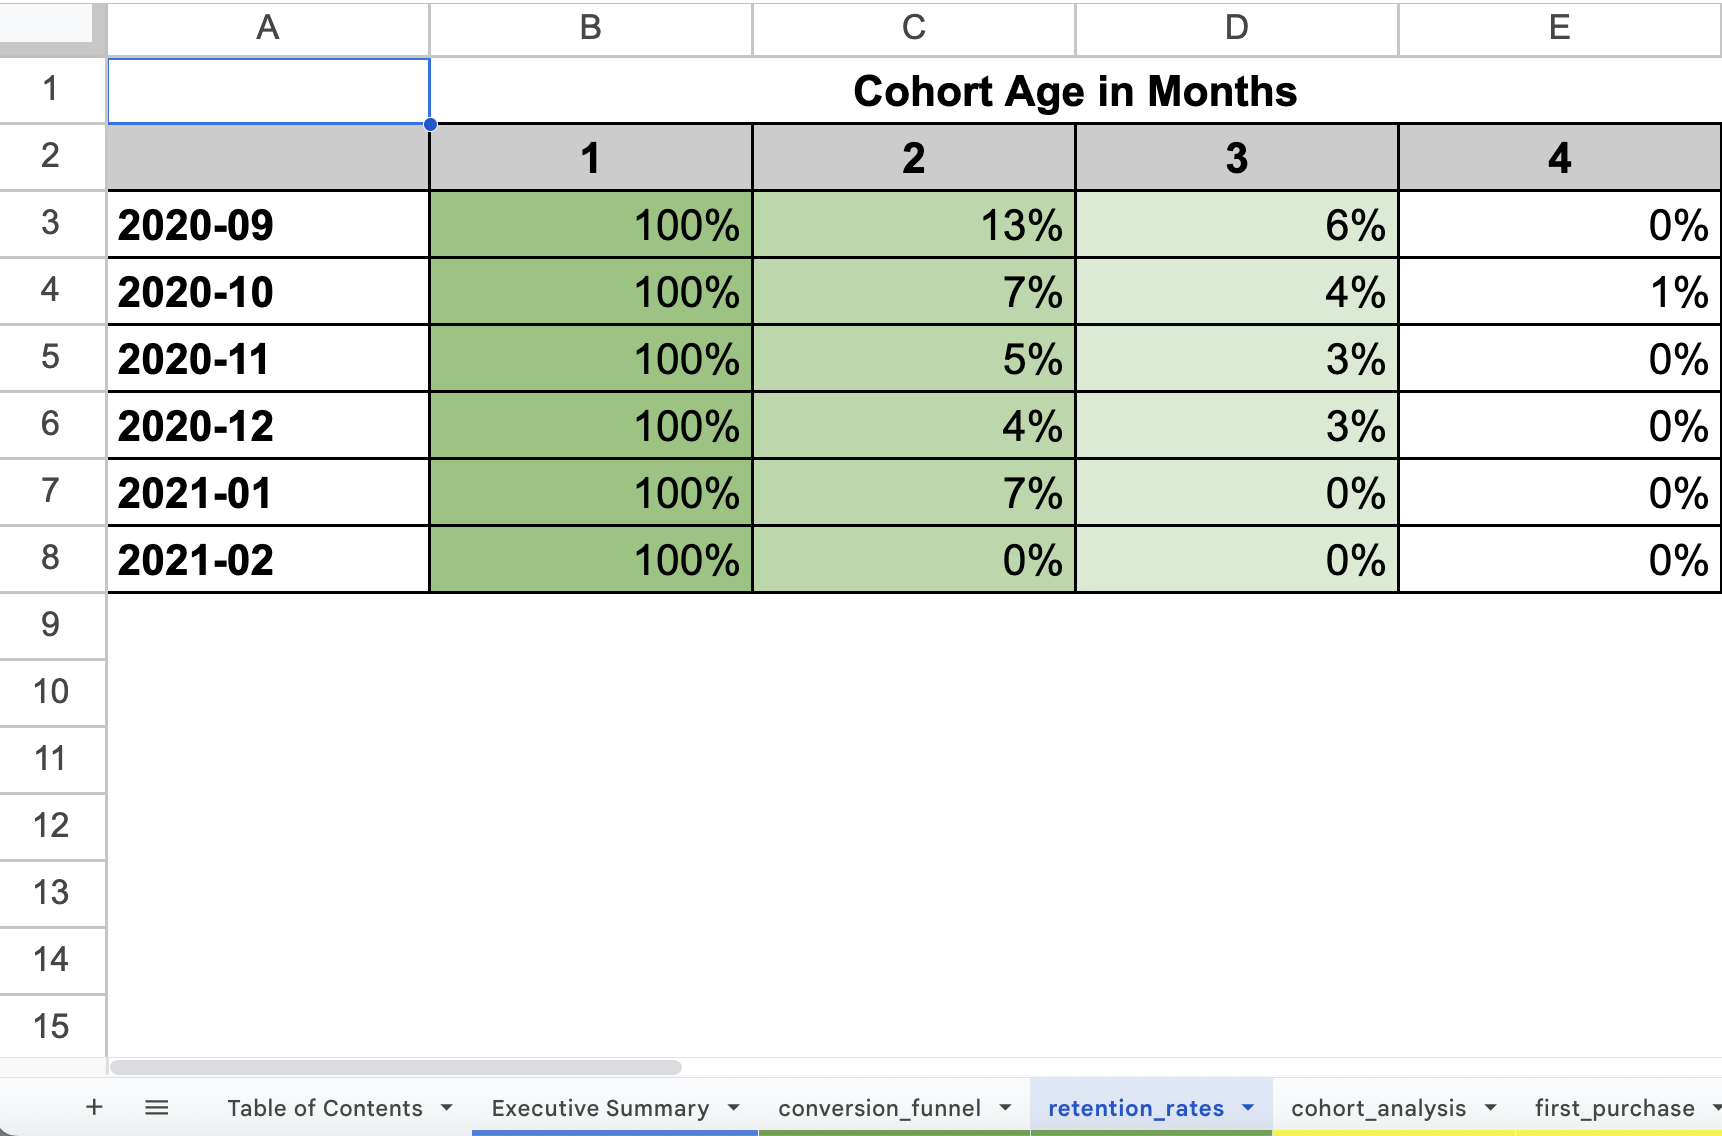 A B C D E
1 Cohort Age in Months
2 1 2 3 4
3 2020-09 100% 13% 6% 0%
4 2020-10 100% 7% 4% 1%
5 2020-11 100% 5% 3% 0%
6 2020-12 100% 4% 3% 0%
7 2021-01 100% 7% 0% 0%
8 2021-02 100% 0% 0% 0%
9
10
11
12
13
14
15
+ Table of Contents Executive Summary conversion_funnel retention_rates cohort_analysis first_purchase